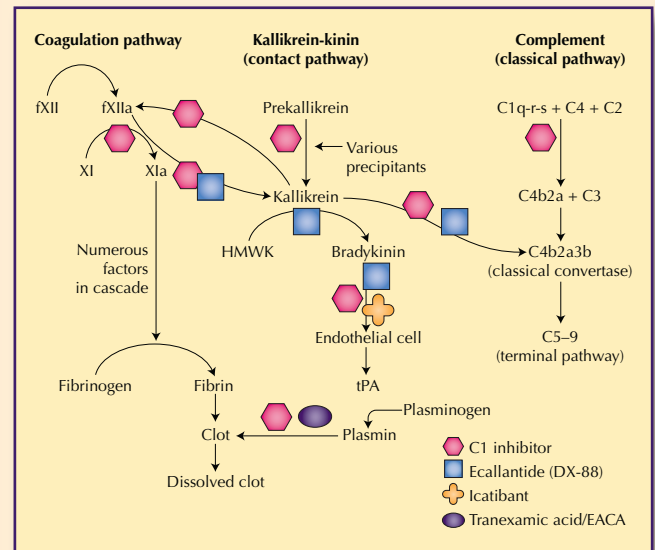 Coagulation pathway
Kallikrein-kinin
(contact pathway)
Complement
(classical pathway)
fXII
fXIIa
Prekallikrein
C1q-r-s + C4 + C2
XI
XIa
Various
precipitants
Kallikrein
C4b2a + C3
Numerous
factors
in cascade
HMWK
Bradykinin
C4b2a3b
(classical convertase)
Endothelial cell
C5–9
(terminal pathway)
Fibrinogen
Fibrin
tPA
Plasminogen
Clot
Plasmin
Dissolved clot
C1 inhibitor
Ecallantide (DX-88)
Icatibant
Tranexamic acid/EACA